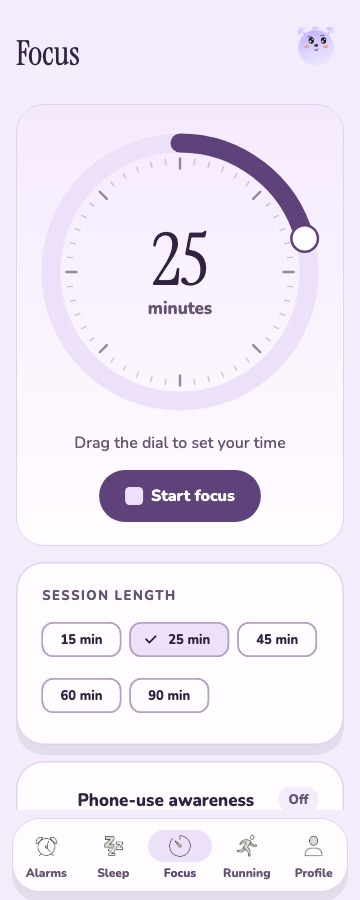 Focus
25
minutes
Drag the dial to set your time
Start focus
SESSION LENGTH
15 min
25 min
45 min
60 min
90 min
Phone-use awareness
Off
Alarms
Sleep
Focus
Running
Profile